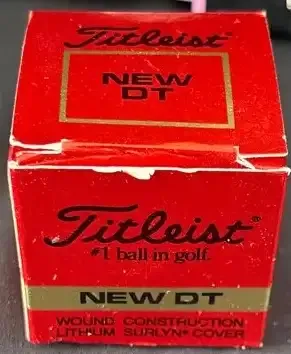 Titleist®
NEW
DT
Titleist®
#1 ball in golf.
NEW DT
WOUND CONSTRUCTION
LITHIUM SURLYN® COVER